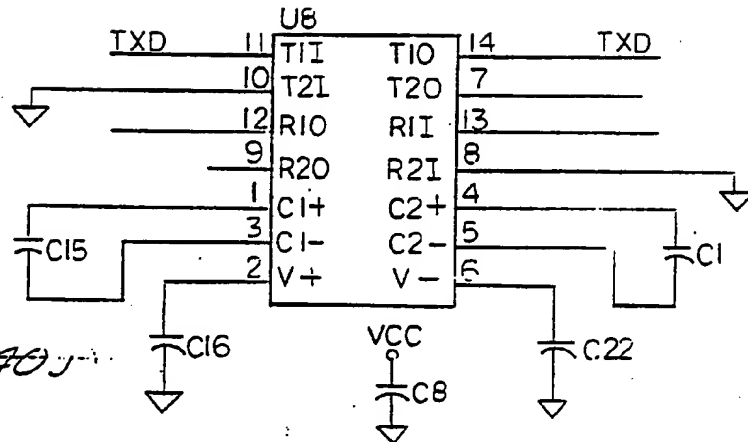 U8
TXD 11 T1I T1O 14 TXD
10 T2I T2O 7
12 R1O R1I 13
9 R2O R2I 8
1 C1+ C2+ 4
C15 3 C1- C2- 5 C1
2 V+ V- 6
C16 VCC C22
C8